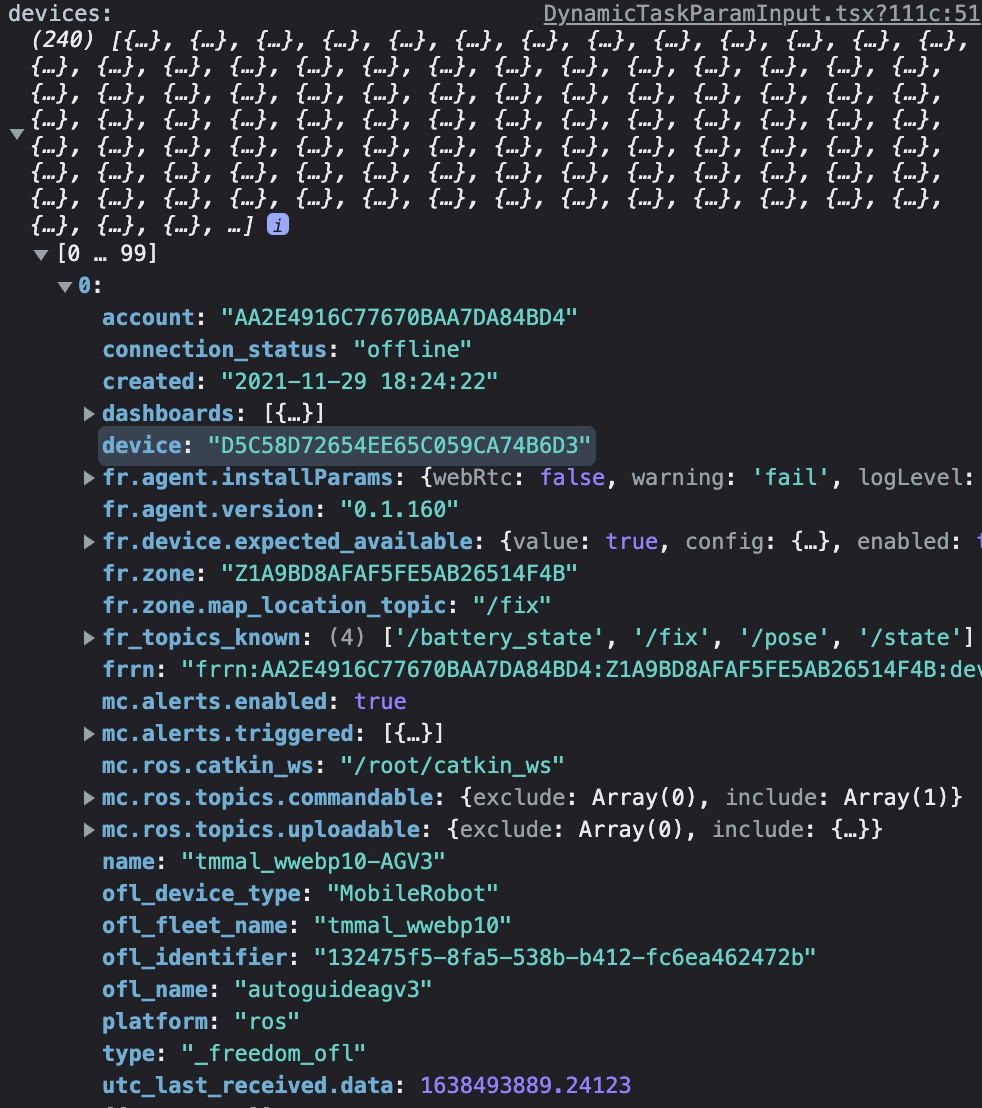 devices: DynamicTaskParamInput.tsx?111c:51
(240) [{…}, {…}, {…}, {…}, {…}, {…}, {…}, {…}, {…}, {…}, {…}, {…}, {…},
{…}, {…}, {…}, {…}, {…}, {…}, {…}, {…}, {…}, {…}, {…}, {…}, {…}, {…},
{…}, {…}, {…}, {…}, {…}, {…}, {…}, {…}, {…}, {…}, {…}, {…}, {…}, {…},
{…}, {…}, {…}, {…}, {…}, {…}, {…}, {…}, {…}, {…}, {…}, {…}, {…}, {…},
{…}, {…}, {…}, {…}, {…}, {…}, {…}, {…}, {…}, {…}, {…}, {…}, {…}, {…},
{…}, {…}, {…}, {…}, {…}, {…}, {…}, {…}, {…}, {…}, {…}, {…}, {…}, {…},
{…}, {…}, {…}, {…}, {…}, {…}, {…}, {…}, {…}, {…}, {…}, {…}, {…}, {…},
{…}, {…}, {…}, …] i
[0 … 99]
0:
account: "AA2E4916C77670BAA7DA84BD4"
connection_status: "offline"
created: "2021-11-29 18:24:22"
dashboards: [{…}]
device: "D5C58D72654EE65C059CA74B6D3"
fr.agent.installParams: {webRtc: false, warning: 'fail', logLevel:
fr.agent.version: "0.1.160"
fr.device.expected_available: {value: true, config: {…}, enabled:
fr.zone: "Z1A9BD8AFAF5FE5AB26514F4B"
fr.zone.map_location_topic: "/fix"
fr_topics_known: (4) ['/battery_state', '/fix', '/pose', '/state']
frrn: "frrn:AA2E4916C77670BAA7DA84BD4:Z1A9BD8AFAF5FE5AB26514F4B:dev
mc.alerts.enabled: true
mc.alerts.triggered: [{…}]
mc.ros.catkin_ws: "/root/catkin_ws"
mc.ros.topics.commandable: {exclude: Array(0), include: Array(1)}
mc.ros.topics.uploadable: {exclude: Array(0), include: {…}}
name: "tmmal_wwebp10-AGV3"
ofl_device_type: "MobileRobot"
ofl_fleet_name: "tmmal_wwebp10"
ofl_identifier: "132475f5-8fa5-538b-b412-fc6ea462472b"
ofl_name: "autoguideagv3"
platform: "ros"
type: "_freedom_ofl"
utc_last_received.data: 1638493889.24123